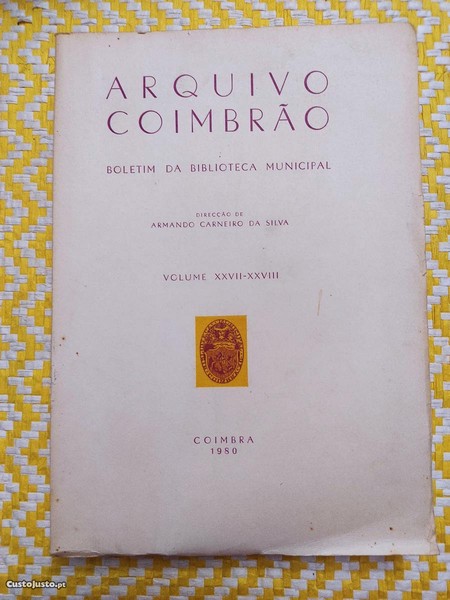 ARQUIVO
COIMBRÃO
BOLETIM DA BIBLIOTECA MUNICIPAL
DIRECÇÃO DE
ARMANDO CARNEIRO DA SILVA
VOLUME XXVII-XXVIII
COIMBRA
1980
CustoJusto.pt